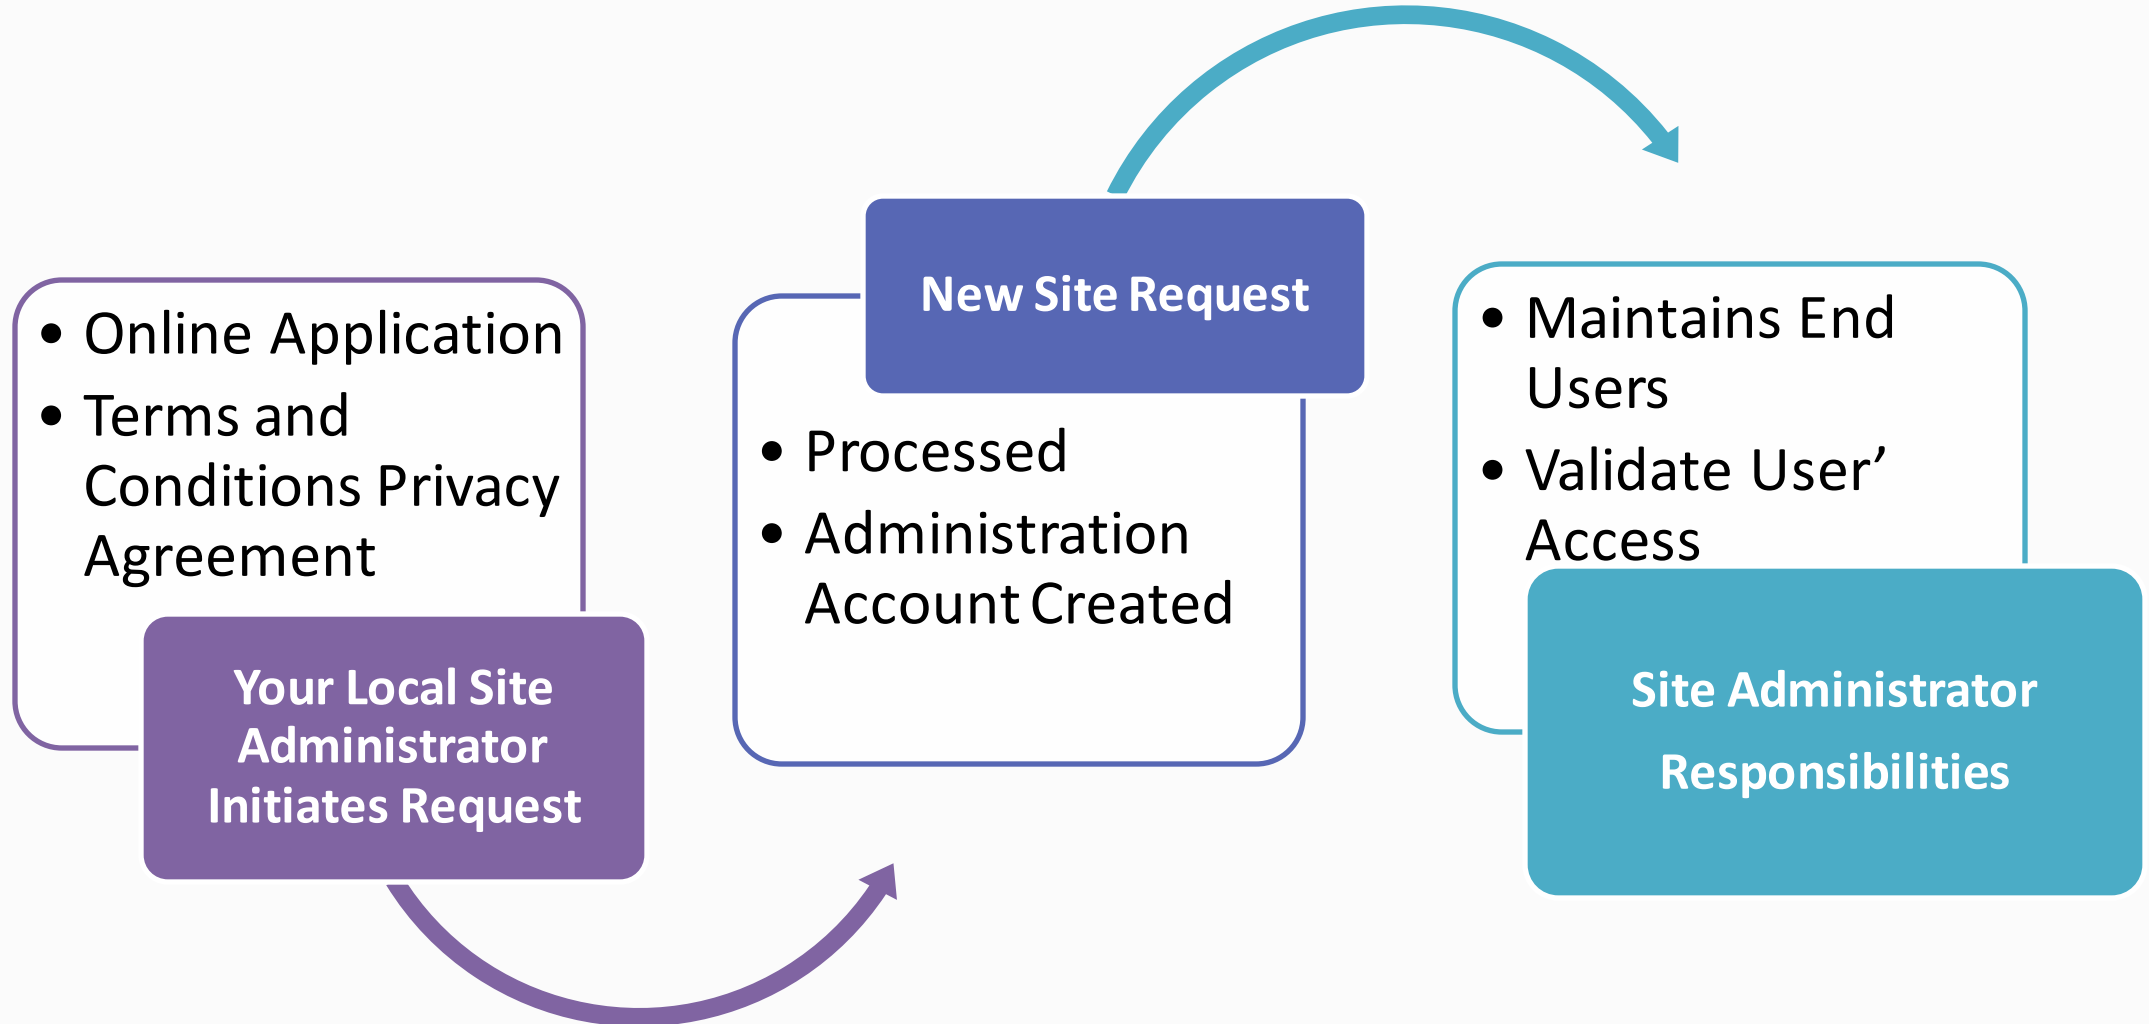 • Online Application
• Terms and
Conditions Privacy
Agreement
Your Local Site
Administrator
Initiates Request
New Site Request
• Processed
• Administration
Account Created
• Maintains End
Users
• Validate User’
Access
Site Administrator
Responsibilities